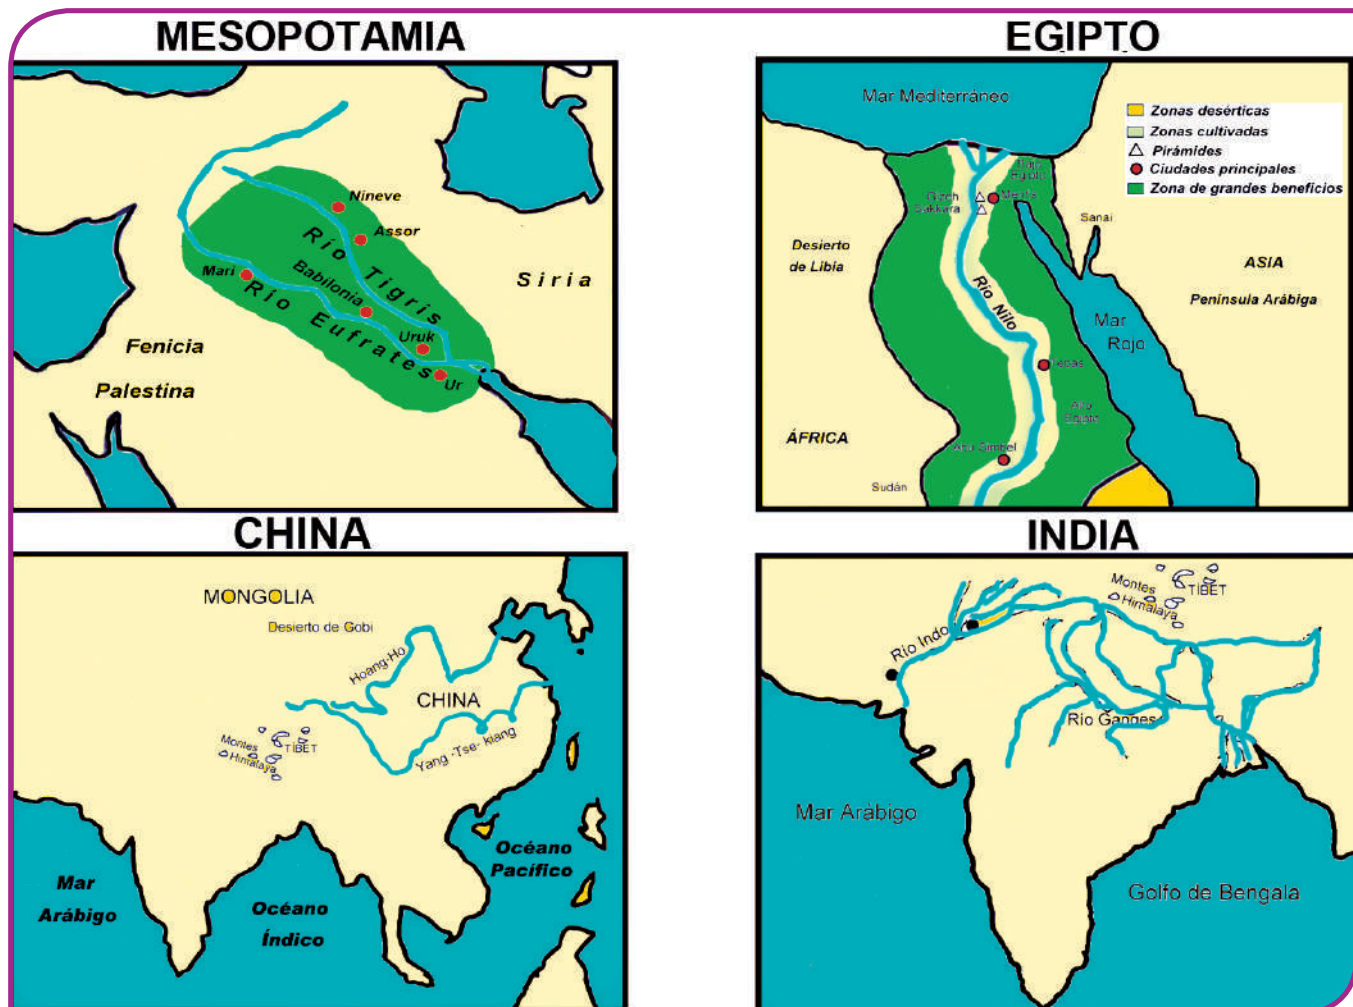 MESOPOTAMIA
Nineve
Assor
Río Tigris
Siria
Mari
Babilonia
Río Eufrates
Uruk
Ur
Fenicia
Palestina
EGIPTO
Mar Mediterráneo
Zonas desérticas
Zonas cultivadas
Pirámides
Ciudades principales
Zona de grandes beneficios
Bajo
Egipto
Gizeh
Sakkara
Menfis
Sanai
Desierto
de Libia
ASIA
Península Arábiga
Río Nilo
Mar
Rojo
Tebas
Alto
Egipto
ÁFRICA
Abu Simbel
Sudán
CHINA
MONGOLIA
Desierto de Gobi
Hoang-Ho
CHINA
Montes
Himalaya
TIBET
Yang -Tse- kiang
Océano
Pacífico
Mar
Arábigo
Océano
Índico
INDIA
Montes
Himalaya
TIBET
Río Indo
Río Ganges
Mar Arábigo
Golfo de Bengala